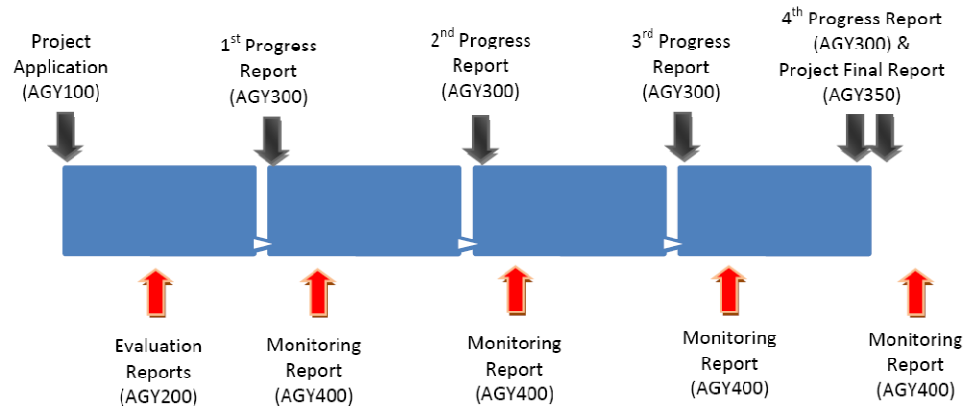 Project
Application
(AGY100)
1st Progress
Report
(AGY300)
2nd Progress
Report
(AGY300)
3rd Progress
Report
(AGY300)
4th Progress Report
(AGY300) &
Project Final Report
(AGY350)
Evaluation
Reports
(AGY200)
Monitoring
Report
(AGY400)
Monitoring
Report
(AGY400)
Monitoring
Report
(AGY400)
Monitoring
Report
(AGY400)